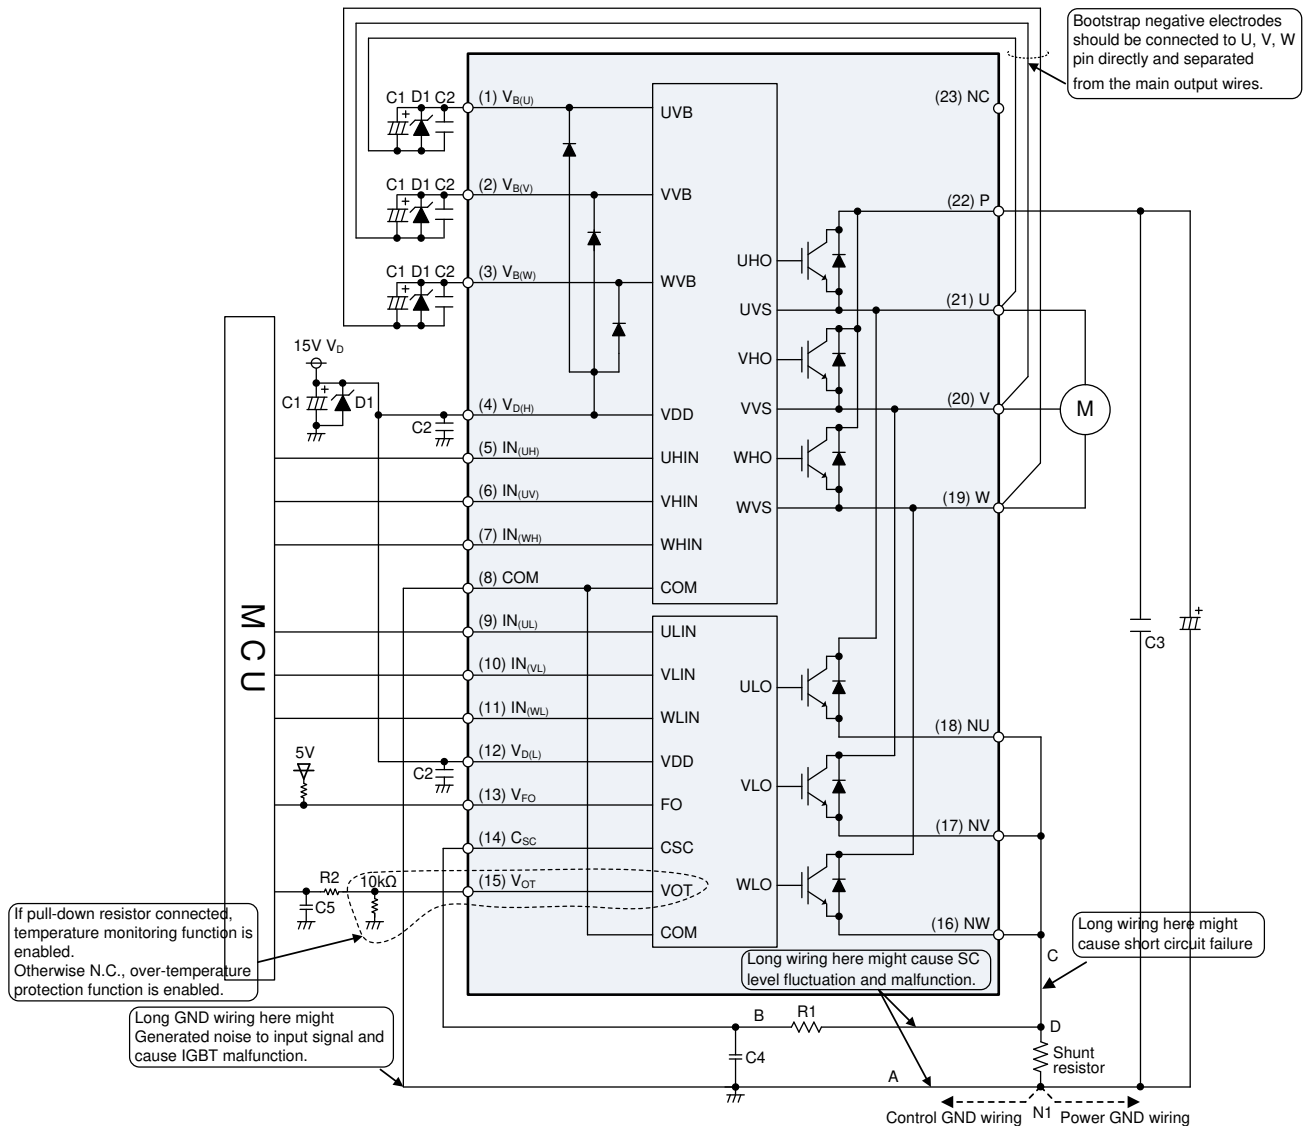 Bootstrap negative electrodes
should be connected to U, V, W
pin directly and separated
from the main output wires.
C1 D1 C2
+
(1) VB(U)
UVB
(23) NC
C1 D1 C2
+
(2) VB(V)
VVB
(22) P
C1 D1 C2
+
(3) VB(W)
WVB
UHO
UVS
(21) U
15V VD
+
C1
D1
VHO
C2
(4) VD(H)
VDD
VVS
(20) V
M
(5) IN(UH)
UHIN
WHO
(6) IN(UV)
VHIN
WVS
(19) W
(7) IN(WH)
WHIN
(8) COM
COM
MCU
(9) IN(UL)
ULIN
+
C3
(10) IN(VL)
VLIN
ULO
(11) IN(WL)
WLIN
(18) NU
5V
C2
(12) VD(L)
VDD
VLO
(13) VFO
FO
(17) NV
(14) CSC
CSC
R2
10kΩ
(15) VOT
VOT
WLO
C5
(16) NW
COM
If pull-down resistor connected,
temperature monitoring function is
enabled.
Otherwise N.C., over-temperature
protection function is enabled.
Long wiring here might
cause short circuit failure
C
Long wiring here might cause SC
level fluctuation and malfunction.
Long GND wiring here might
Generated noise to input signal and
cause IGBT malfunction.
B
R1
D
C4
Shunt
resistor
A
N1
Control GND wiring
Power GND wiring